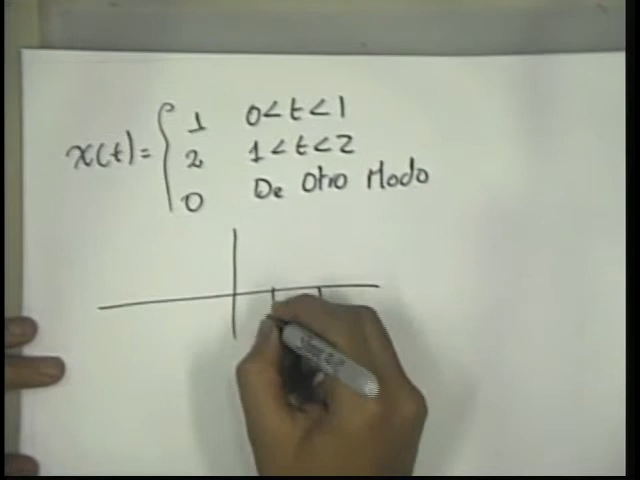 x(t)= { 1 0<t<1
2 1<t<2
0 De Otro Modo